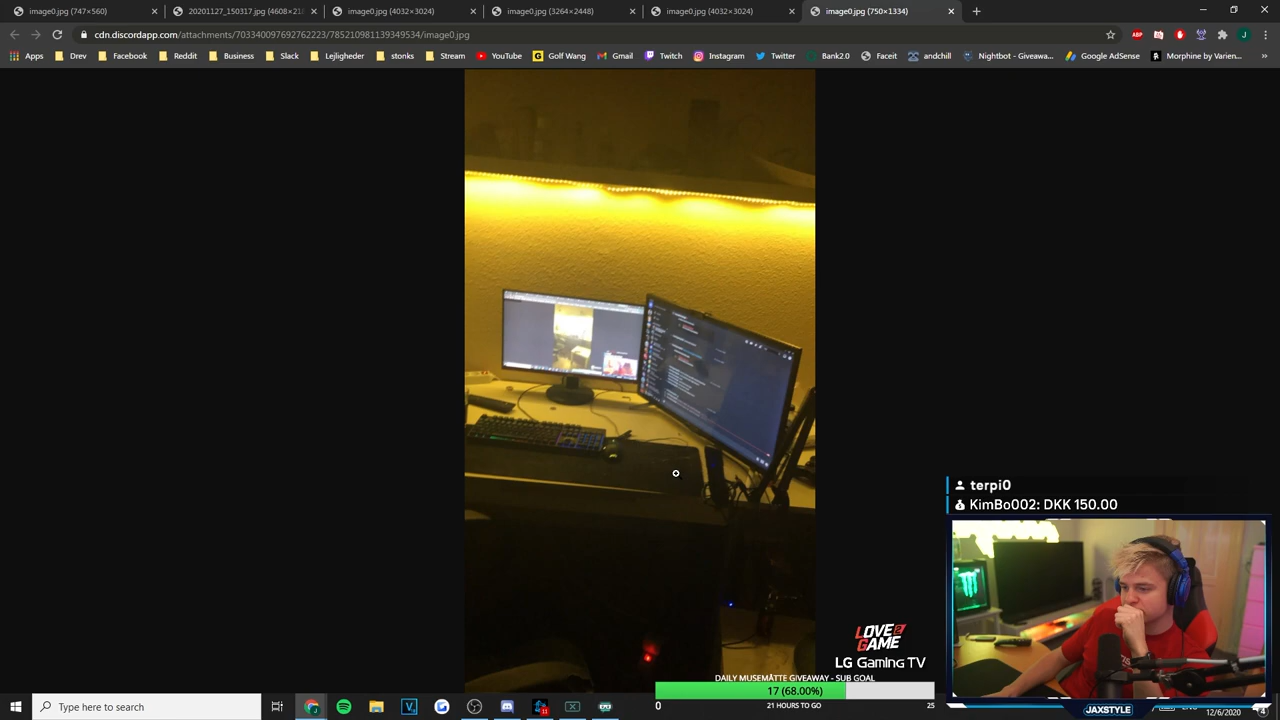 image0.jpg (747×560)
20201127_150317.jpg (4608×218
image0.jpg (4032×3024)
image0.jpg (3264×2448)
image0.jpg (4032×3024)
image0.jpg (750×1334)
cdn.discordapp.com/attachments/703340097692762223/785210981139349534/image0.jpg
Apps Drev Facebook Reddit Business Slack Lejligheder stonks Stream YouTube Golf Wang Gmail Twitch Instagram Twitter Bank2.0 Faceit andchill Nightbot - Giveawa... Google AdSense Morphine by Varien...
terpi0
KimBo002: DKK 150.00
LOVE 2 GAME
LG Gaming TV
DAILY MUSEMÅTTE GIVEAWAY - SUB GOAL
17 (68.00%)
0 21 HOURS TO GO 25
JAXSTYLE
Type here to search
12/6/2020